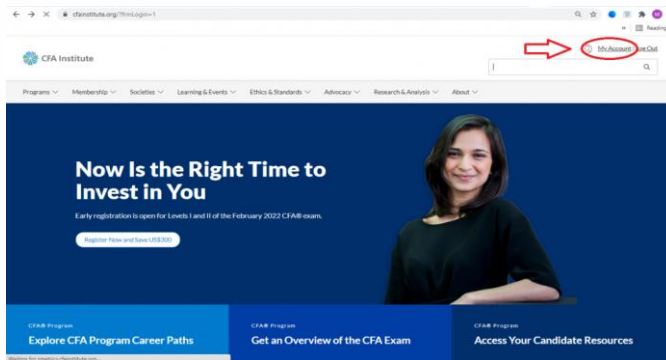 cfainstitute.org/?frmLogin=1
Reading
My Account Log Out
CFA Institute
Programs
Membership
Societies
Learning & Events
Ethics & Standards
Advocacy
Research & Analysis
About
Now Is the Right Time to
Invest in You
Early registration is open for Levels I and II of the February 2022 CFA® exam.
Register Now and Save US$300
CFA® Program
Explore CFA Program Career Paths
CFA® Program
Get an Overview of the CFA Exam
CFA® Program
Access Your Candidate Resources